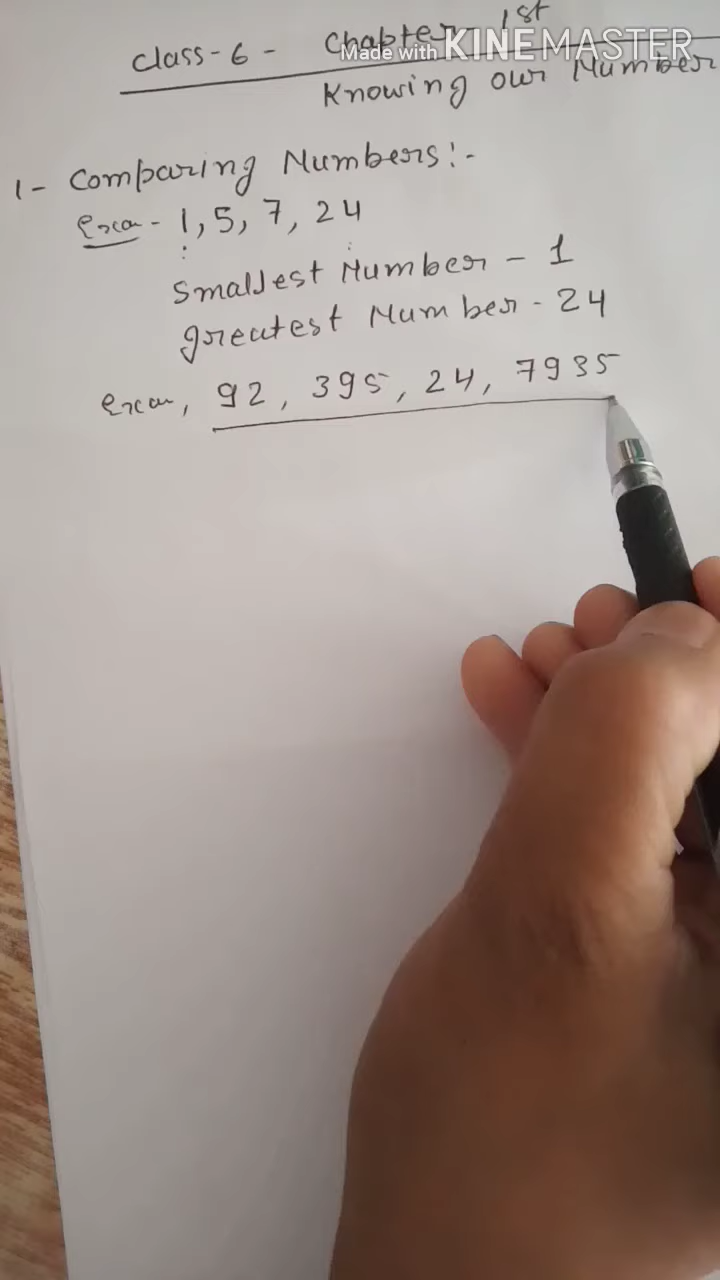 Class-6 - Chapter - 1st
Made with KINEMASTER
Knowing our Number
1- Comparing Numbers:-
Exa - 1, 5, 7, 24
Smallest Number - 1
greatest Number - 24
Exa, 92, 395, 24, 7935